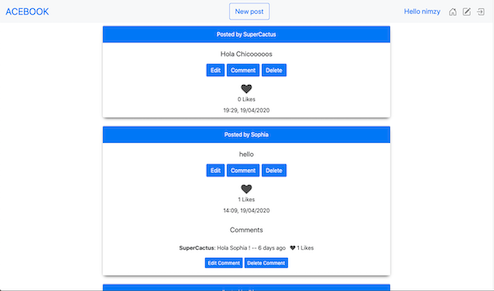 ACEBOOK New post Hello nimzy
Posted by SuperCactus
Hola Chicooooos
Edit Comment Delete
0 Likes
19:29, 19/04/2020
Posted by Sophia
hello
Edit Comment Delete
1 Likes
14:09, 19/04/2020
Comments
SuperCactus: Hola Sophia ! -- 6 days ago 1 Likes
Edit Comment Delete Comment